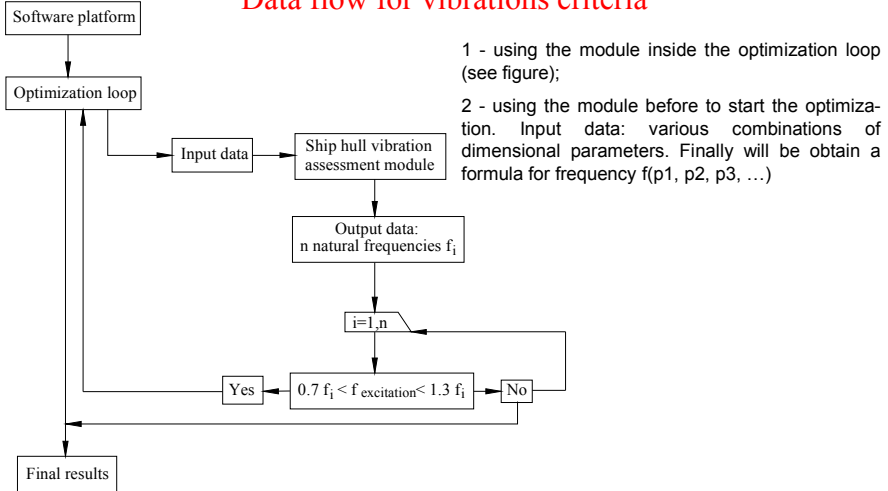 Data flow for vibrations criteria
Software platform
Optimization loop
Input data
Ship hull vibration
assessment module
Output data:
n natural frequencies fi
i=1,n
Yes
0.7 fi < f excitation < 1.3 fi
No
Final results
1 - using the module inside the optimization loop
(see figure);
2 - using the module before to start the optimiza-
tion. Input data: various combinations of
dimensional parameters. Finally will be obtain a
formula for frequency f(p1, p2, p3, …)